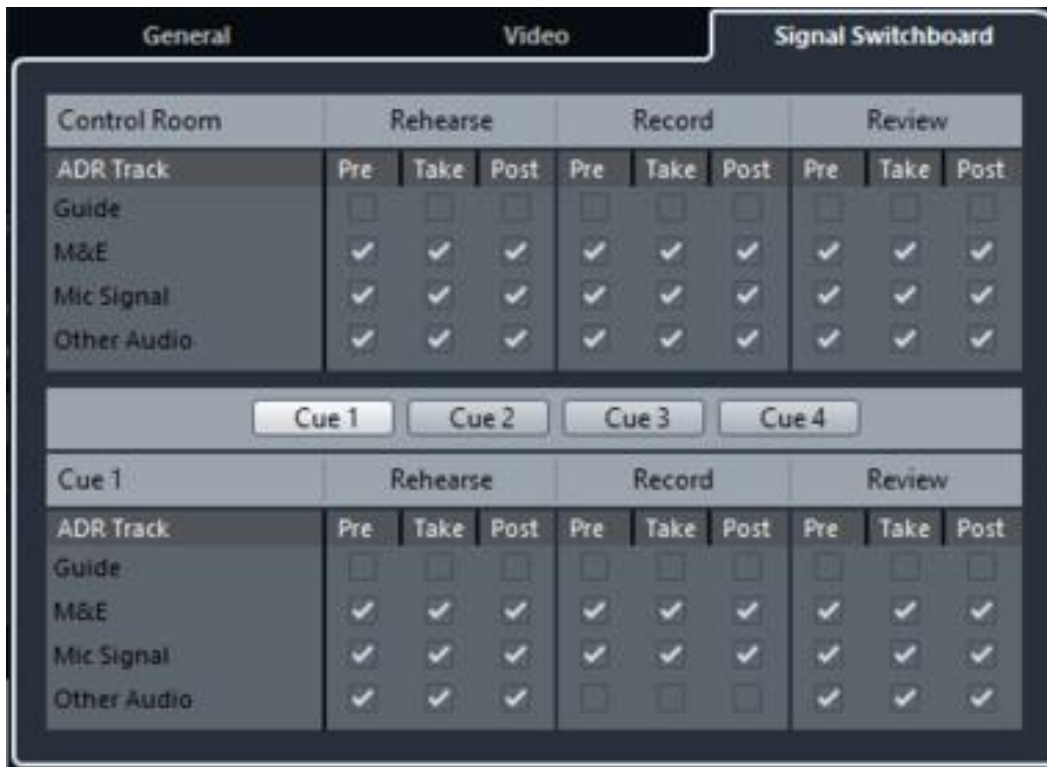 General Video Signal Switchboard
Control Room Rehearse Record Review
ADR Track Pre Take Post Pre Take Post Pre Take Post
Guide
M&E
Mic Signal
Other Audio
Cue 1 Cue 2 Cue 3 Cue 4
Cue 1 Rehearse Record Review
ADR Track Pre Take Post Pre Take Post Pre Take Post
Guide
M&E
Mic Signal
Other Audio